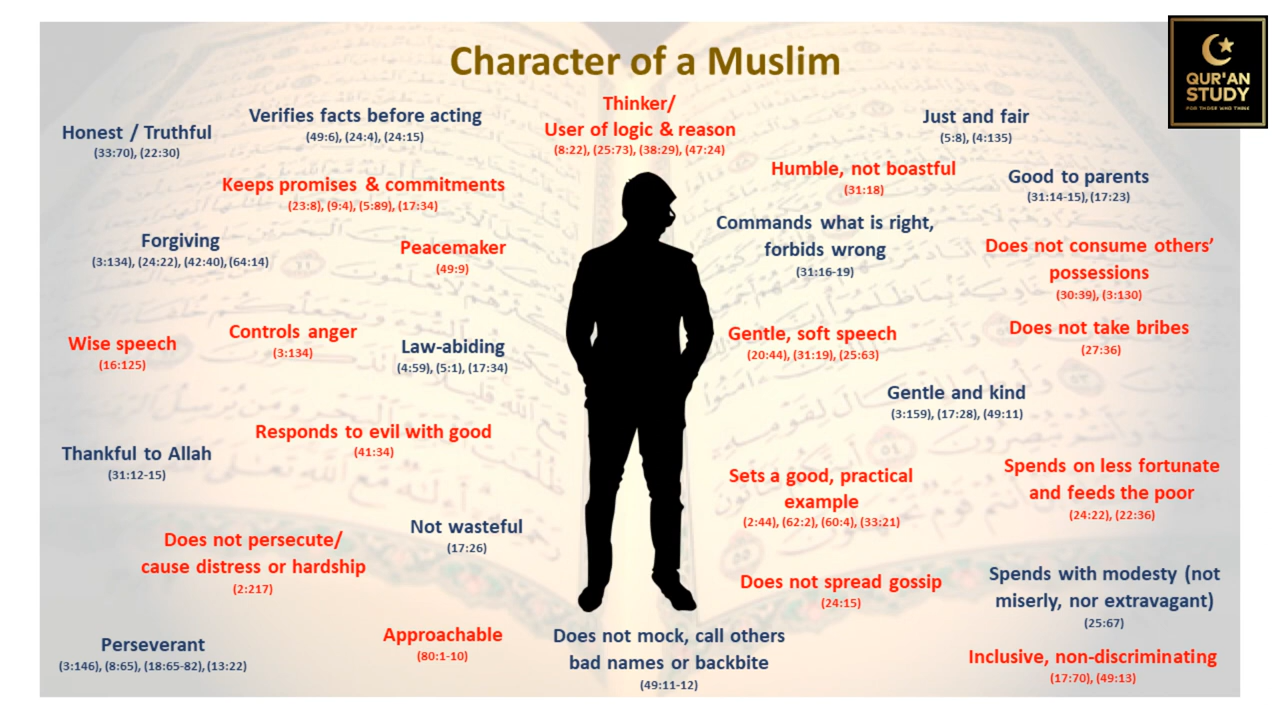 Character of a Muslim
QUR'AN
STUDY
FOR THOSE WHO THINK
Honest / Truthful
(33:70), (22:30)
Verifies facts before acting
(49:6), (24:4), (24:15)
Thinker/
User of logic & reason
(8:22), (25:73), (38:29), (47:24)
Just and fair
(5:8), (4:135)
Keeps promises & commitments
(23:8), (9:4), (5:89), (17:34)
Humble, not boastful
(31:18)
Good to parents
(31:14-15), (17:23)
Forgiving
(3:134), (24:22), (42:40), (64:14)
Peacemaker
(49:9)
Commands what is right,
forbids wrong
(31:16-19)
Does not consume others’
possessions
(30:39), (3:130)
Wise speech
(16:125)
Controls anger
(3:134)
Law-abiding
(4:59), (5:1), (17:34)
Gentle, soft speech
(20:44), (31:19), (25:63)
Does not take bribes
(27:36)
Gentle and kind
(3:159), (17:28), (49:11)
Thankful to Allah
(31:12-15)
Responds to evil with good
(41:34)
Sets a good, practical
example
(2:44), (62:2), (60:4), (33:21)
Spends on less fortunate
and feeds the poor
(24:22), (22:36)
Does not persecute/
cause distress or hardship
(2:217)
Not wasteful
(17:26)
Does not spread gossip
(24:15)
Spends with modesty (not
miserly, nor extravagant)
(25:67)
Perseverant
(3:146), (8:65), (18:65-82), (13:22)
Approachable
(80:1-10)
Does not mock, call others
bad names or backbite
(49:11-12)
Inclusive, non-discriminating
(17:70), (49:13)